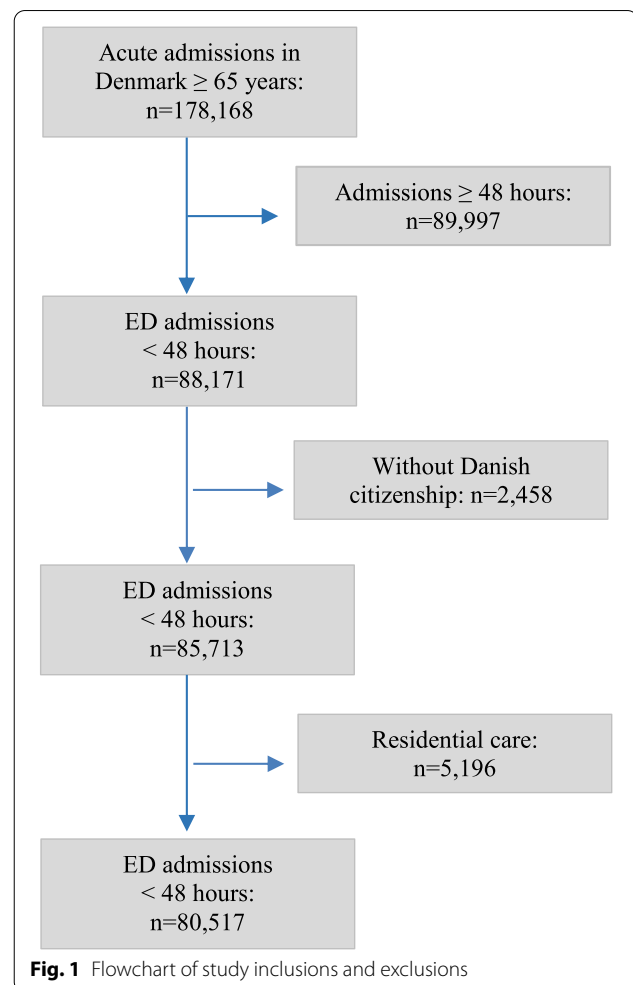 Acute admissions in
Denmark ≥ 65 years:
n=178,168
Admissions ≥ 48 hours:
n=89,997
ED admissions
< 48 hours:
n=88,171
Without Danish
citizenship: n=2,458
ED admissions
< 48 hours:
n=85,713
Residential care:
n=5,196
ED admissions
< 48 hours:
n=80,517
Fig. 1 Flowchart of study inclusions and exclusions